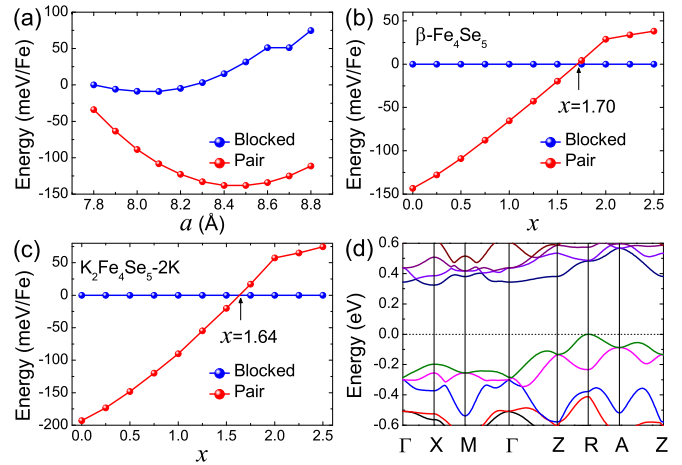 (a)
100
75
50
25
0
-25
-50
-75
-100
-125
-150
Energy (meV/Fe)
Blocked
Pair
7.8 8.0 8.2 8.4 8.6 8.8
a (Å)
(b)
50
0
-50
-100
-150
Energy (meV/Fe)
β-Fe₄Se₅
x=1.70
Blocked
Pair
0.0 0.5 1.0 1.5 2.0 2.5
x
(c)
50
0
-50
-100
-150
-200
Energy (meV/Fe)
K₂Fe₄Se₅-2K
x=1.64
Blocked
Pair
0.0 0.5 1.0 1.5 2.0 2.5
x
(d)
0.6
0.4
0.2
0.0
-0.2
-0.4
-0.6
Energy (eV)
Γ X M Γ Z R A Z